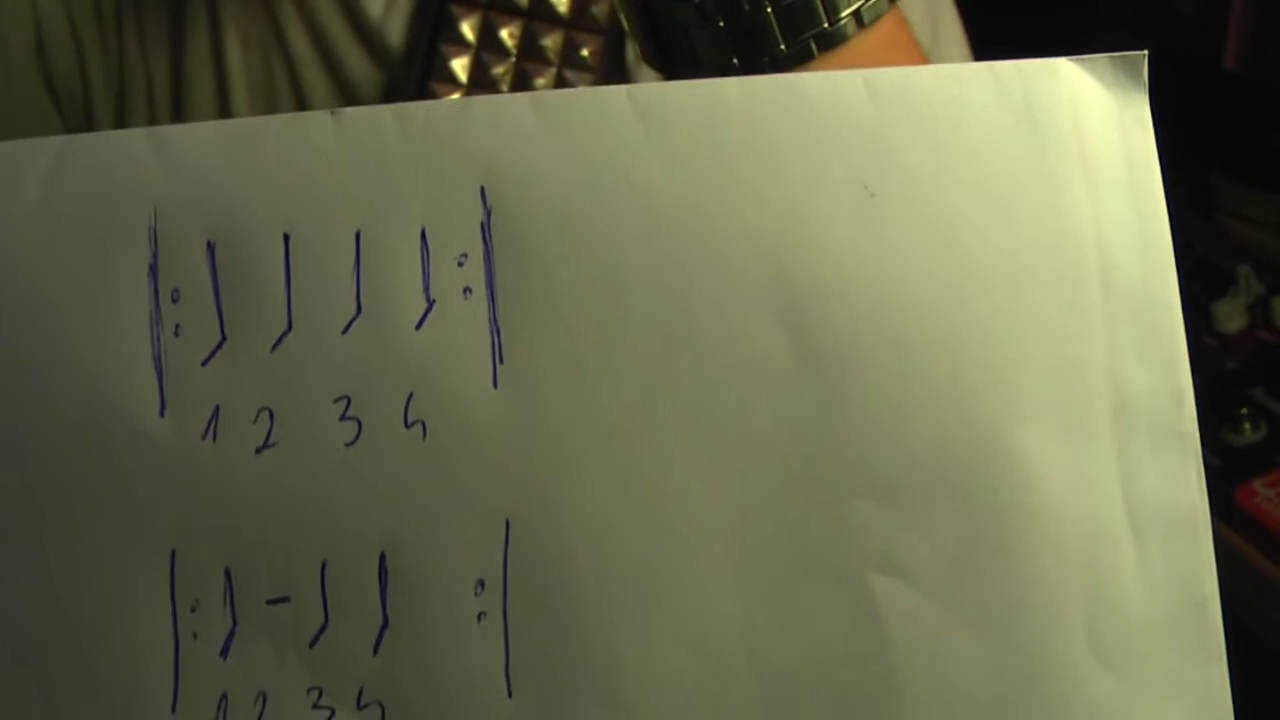 |: 𝅘𝅥 𝅘𝅥 𝅘𝅥 𝅘𝅥 :|
1 2 3 4
|: 𝅘𝅥 - 𝅘𝅥 𝅘𝅥 :|
1 2 3 4